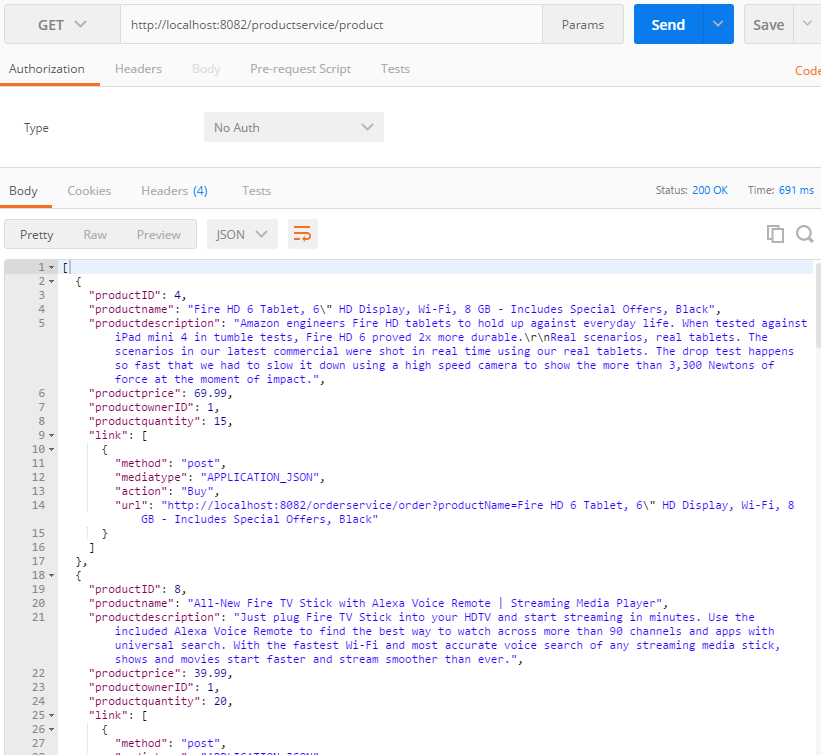 GET http://localhost:8082/productservice/product Params Send Save
Authorization Headers Body Pre-request Script Tests Code
Type No Auth
Body Cookies Headers (4) Tests Status: 200 OK Time: 691 ms
Pretty Raw Preview JSON
1 [
2 {
3 "productID": 4,
4 "productname": "Fire HD 6 Tablet, 6\" HD Display, Wi-Fi, 8 GB - Includes Special Offers, Black",
5 "productdescription": "Amazon engineers Fire HD tablets to hold up against everyday life. When tested against
iPad mini 4 in tumble tests, Fire HD 6 proved 2x more durable.\r\nReal scenarios, real tablets. The
scenarios in our latest commercial were shot in real time using our real tablets. The drop test happens
so fast that we had to slow it down using a high speed camera to show the more than 3,300 Newtons of
force at the moment of impact.",
6 "productprice": 69.99,
7 "productownerID": 1,
8 "productquantity": 15,
9 "link": [
10 {
11 "method": "post",
12 "mediatype": "APPLICATION_JSON",
13 "action": "Buy",
14 "url": "http://localhost:8082/orderservice/order?productName=Fire HD 6 Tablet, 6\" HD Display, Wi-Fi, 8
GB - Includes Special Offers, Black"
15 }
16 ]
17 },
18 {
19 "productID": 8,
20 "productname": "All-New Fire TV Stick with Alexa Voice Remote | Streaming Media Player",
21 "productdescription": "Just plug Fire TV Stick into your HDTV and start streaming in minutes. Use the
included Alexa Voice Remote to find the best way to watch across more than 90 channels and apps with
universal search. With the fastest Wi-Fi and most accurate voice search of any streaming media stick,
shows and movies start faster and stream smoother than ever.",
22 "productprice": 39.99,
23 "productownerID": 1,
24 "productquantity": 20,
25 "link": [
26 {
27 "method": "post",